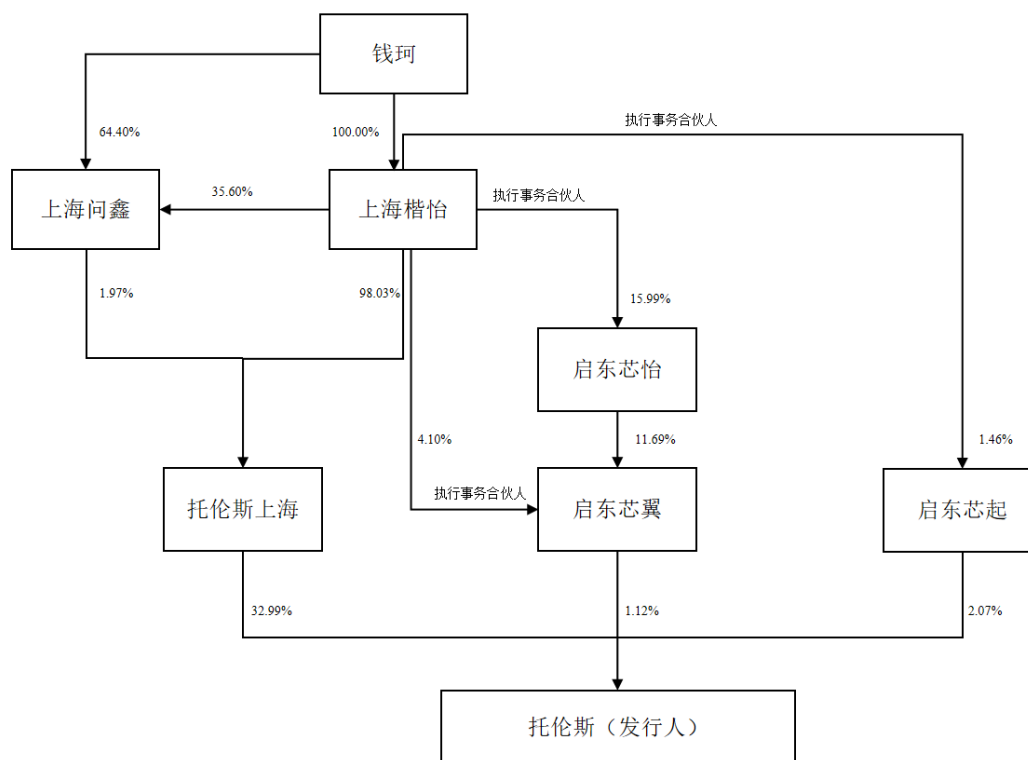 钱珂
64.40%
100.00%
执行事务合伙人
上海问鑫
35.60%
上海楷怡
执行事务合伙人
1.97%
98.03%
15.99%
启东芯怡
4.10%
11.69%
1.46%
托伦斯上海
执行事务合伙人
启东芯翼
启东芯起
32.99%
1.12%
2.07%
托伦斯（发行人）